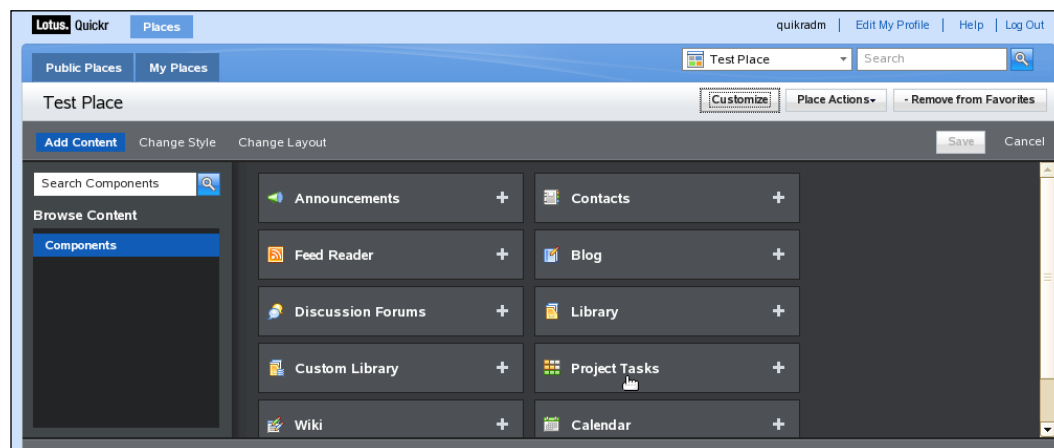 Lotus. Quickr Places quikradm | Edit My Profile | Help | Log Out
Public Places My Places Test Place Search
Test Place Customize Place Actions - Remove from Favorites
Add Content Change Style Change Layout Save Cancel
Search Components
Browse Content
Components
Announcements + Contacts +
Feed Reader + Blog +
Discussion Forums + Library +
Custom Library + Project Tasks +
Wiki + Calendar +